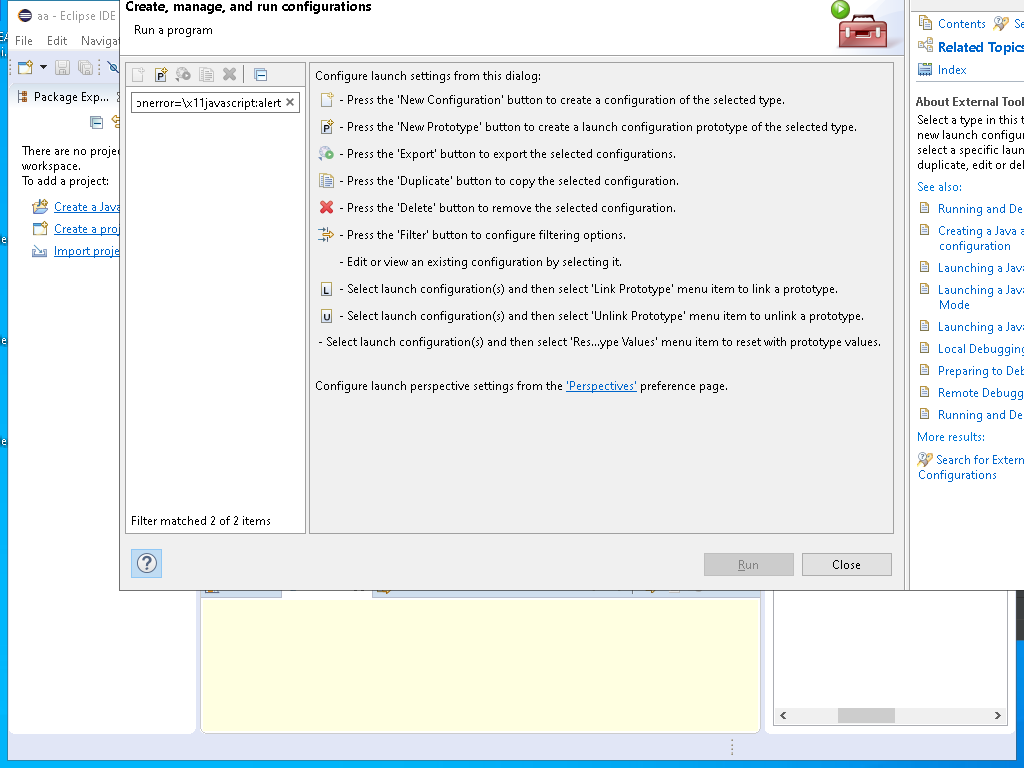 Create, manage, and run configurations
Run a program
aa - Eclipse IDE
File Edit Navigat
Package Exp...
There are no proje
workspace.
To add a project:
Create a Java
Create a proj
Import proje
onerror=\x11javascript:alert
Filter matched 2 of 2 items
Configure launch settings from this dialog:
- Press the 'New Configuration' button to create a configuration of the selected type.
- Press the 'New Prototype' button to create a launch configuration prototype of the selected type.
- Press the 'Export' button to export the selected configurations.
- Press the 'Duplicate' button to copy the selected configuration.
- Press the 'Delete' button to remove the selected configuration.
- Press the 'Filter' button to configure filtering options.
- Edit or view an existing configuration by selecting it.
L - Select launch configuration(s) and then select 'Link Prototype' menu item to link a prototype.
U - Select launch configuration(s) and then select 'Unlink Prototype' menu item to unlink a prototype.
- Select launch configuration(s) and then select 'Res...ype Values' menu item to reset with prototype values.
Configure launch perspective settings from the 'Perspectives' preference page.
Run
Close
Contents Se
Related Topics
Index
About External Tool
Select a type in this t
new launch configur
select a specific laun
duplicate, edit or del
See also:
Running and De
Creating a Java a
configuration
Launching a Jav
Launching a Java
Mode
Launching a Java
Local Debugging
Preparing to Deb
Remote Debugg
Running and De
More results:
Search for Extern
Configurations